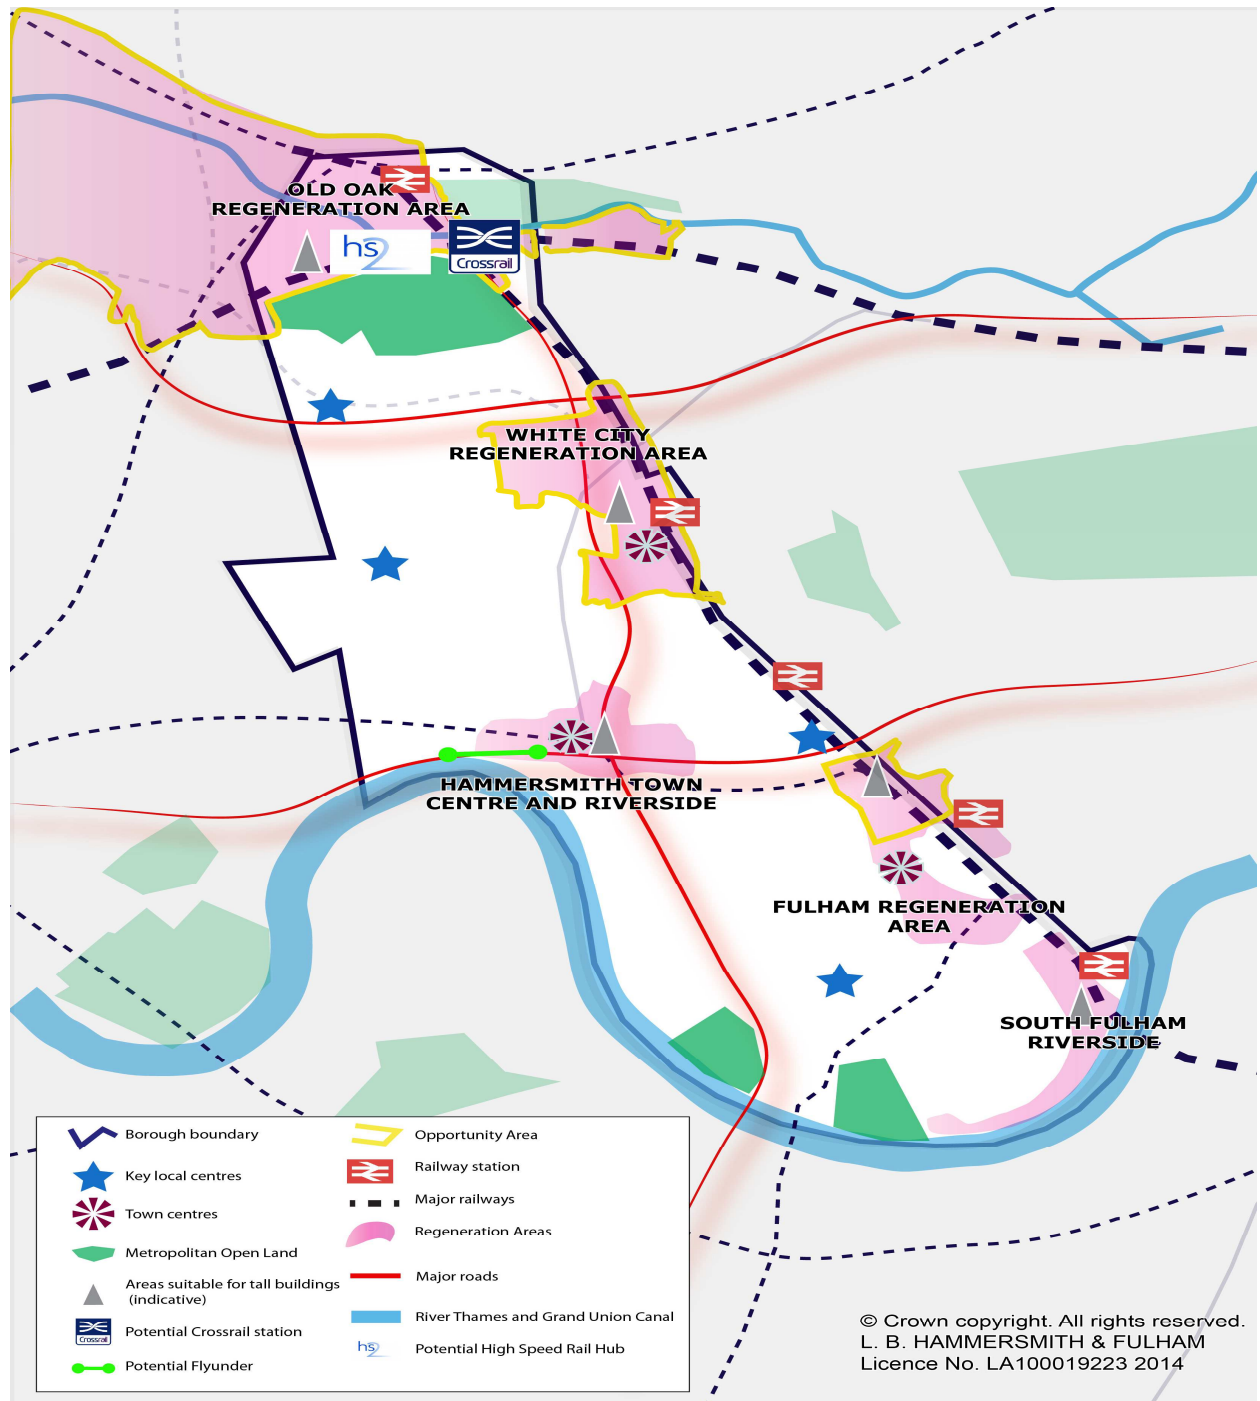 OLD OAK
REGENERATION AREA
hs2
Crossrail
WHITE CITY
REGENERATION AREA
HAMMERSMITH TOWN
CENTRE AND RIVERSIDE
FULHAM REGENERATION
AREA
SOUTH FULHAM
RIVERSIDE
Borough boundary
Key local centres
Town centres
Metropolitan Open Land
Areas suitable for tall buildings
(indicative)
Crossrail
Potential Crossrail station
Potential Flyunder
Opportunity Area
Railway station
Major railways
Regeneration Areas
Major roads
River Thames and Grand Union Canal
hs2
Potential High Speed Rail Hub
© Crown copyright. All rights reserved.
L. B. HAMMERSMITH & FULHAM
Licence No. LA100019223 2014